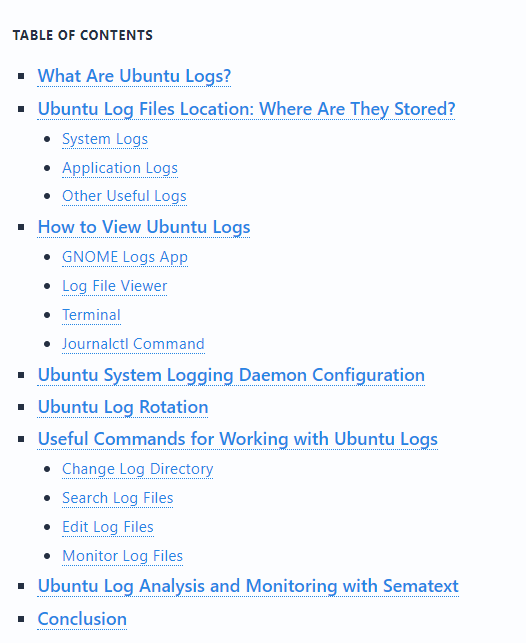 TABLE OF CONTENTS
What Are Ubuntu Logs?
Ubuntu Log Files Location: Where Are They Stored?
System Logs
Application Logs
Other Useful Logs
How to View Ubuntu Logs
GNOME Logs App
Log File Viewer
Terminal
Journalctl Command
Ubuntu System Logging Daemon Configuration
Ubuntu Log Rotation
Useful Commands for Working with Ubuntu Logs
Change Log Directory
Search Log Files
Edit Log Files
Monitor Log Files
Ubuntu Log Analysis and Monitoring with Sematext
Conclusion